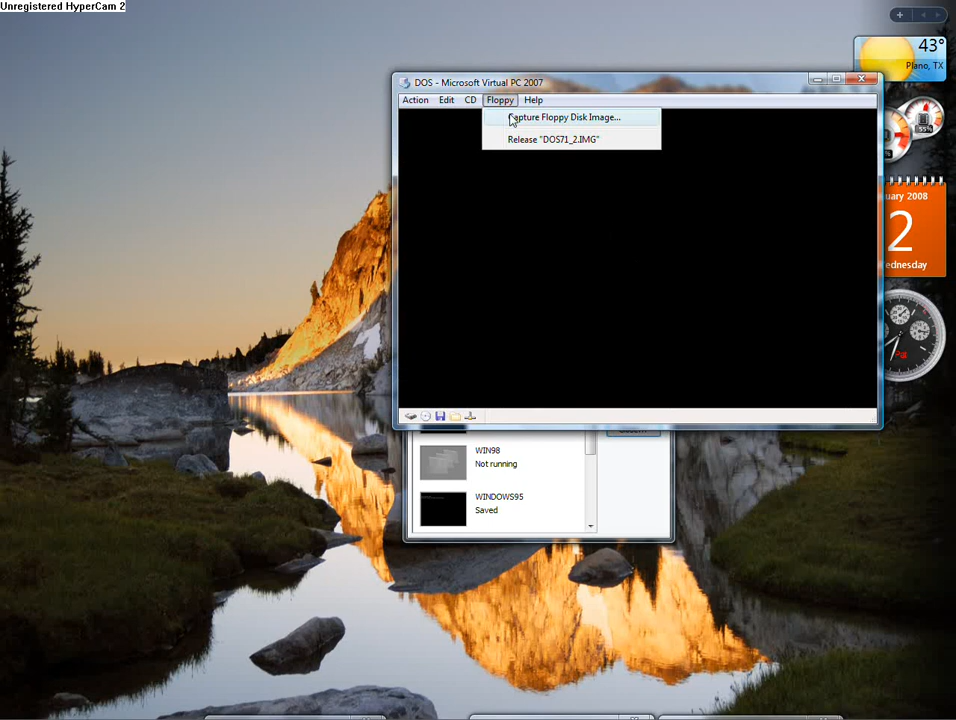 Unregistered HyperCam 2
43°
Plano, TX
DOS - Microsoft Virtual PC 2007
Action Edit CD Floppy Help
Capture Floppy Disk Image...
Release "DOS71_2.IMG"
55%
uary 2008
2
ednesday
WIN98
Not running
WINDOWS95
Saved